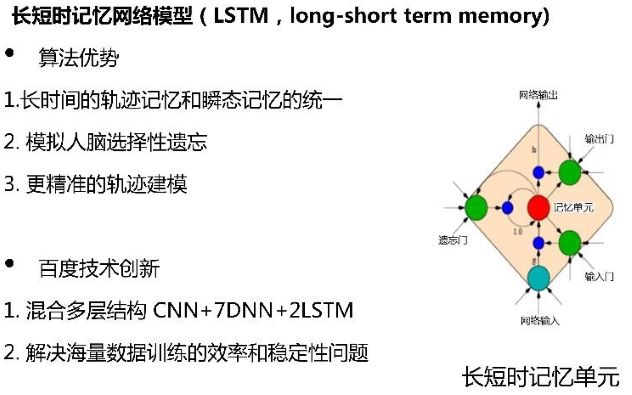 长短时记忆网络模型（LSTM，long-short term memory)
• 算法优势
1.长时间的轨迹记忆和瞬态记忆的统一
2. 模拟人脑选择性遗忘
3. 更精准的轨迹建模
• 百度技术创新
1. 混合多层结构 CNN+7DNN+2LSTM
2. 解决海量数据训练的效率和稳定性问题
网络输出
输出门
h
记忆单元
1.0
遗忘门
g
输入门
网络输入
长短时记忆单元